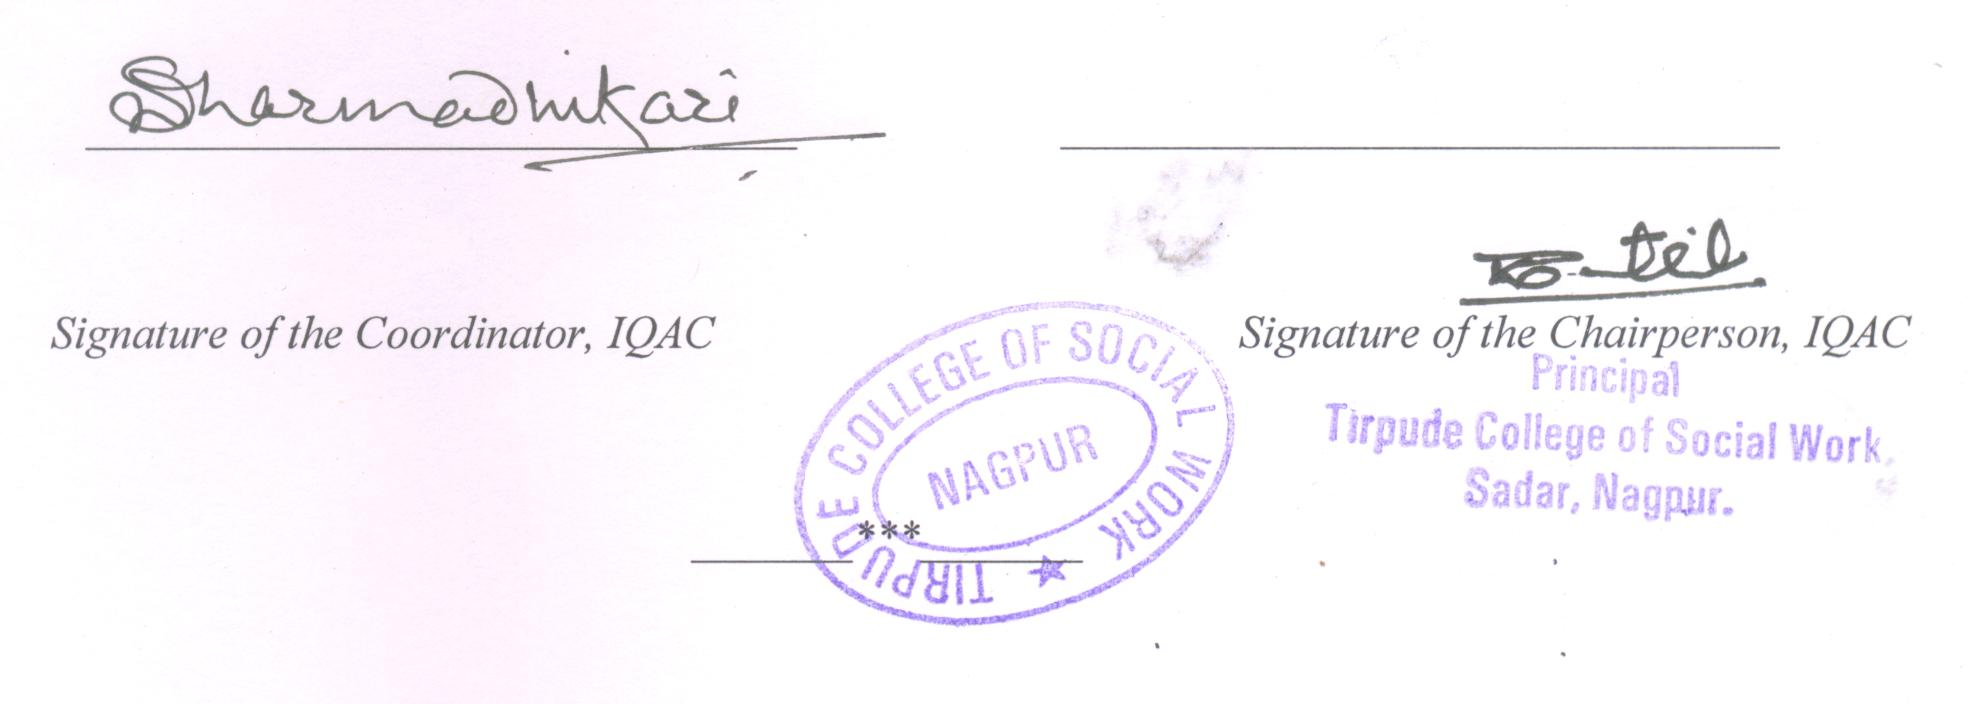 Sharmadhikari
Signature of the Coordinator, IQAC
Signature of the Chairperson, IQAC
Principal
Tirpude College of Social Work,
Sadar, Nagpur.
TIRPUDE COLLEGE OF SOCIAL WORK ★
NAGPUR
***